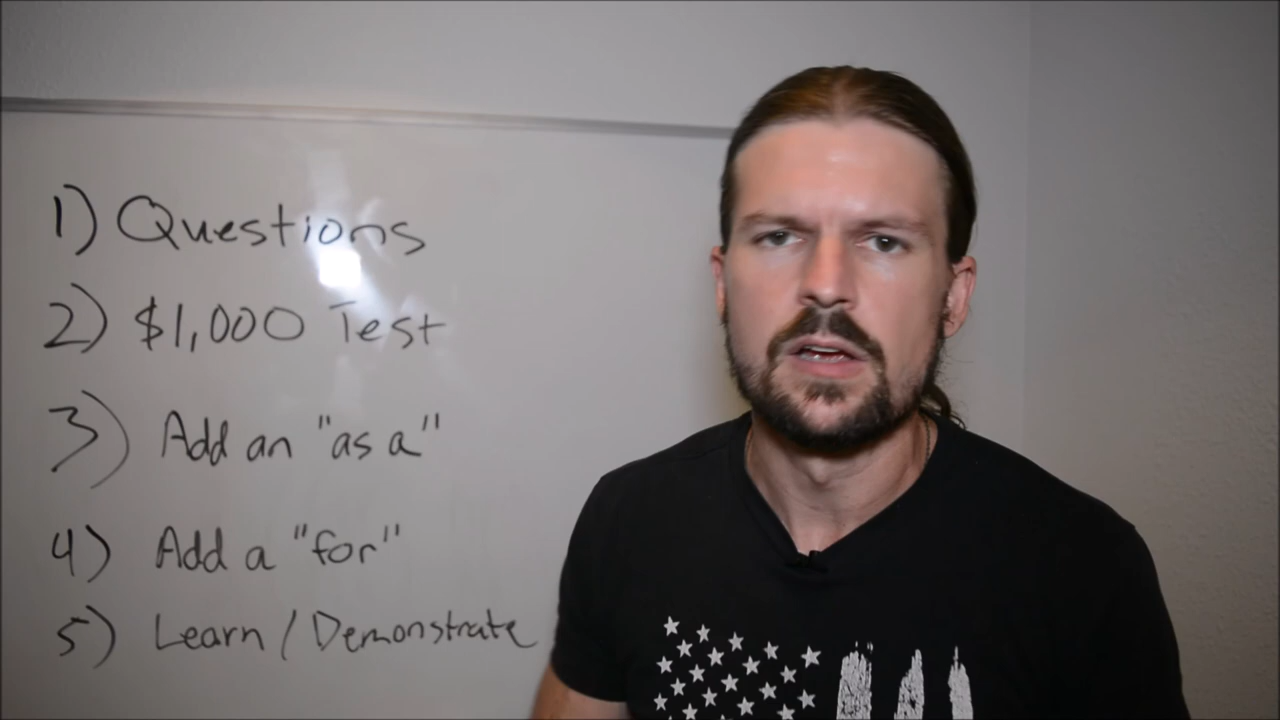 1) Questions
2) $1,000 Test
3) Add an "as a"
4) Add a "for"
5) Learn / Demonstrate